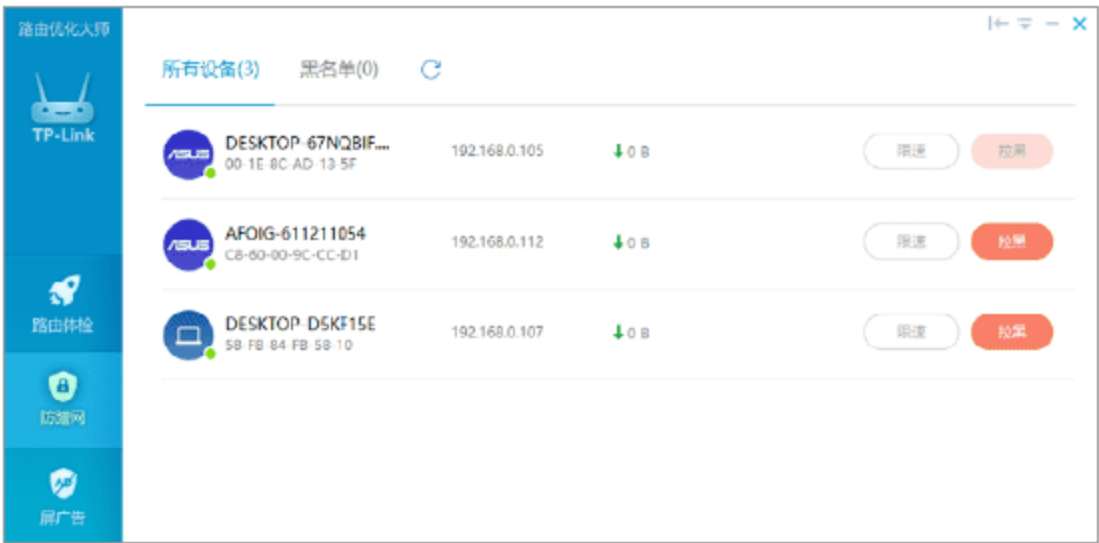 路由优化大师
TP-Link
路由体检
防蹭网
屏广告
所有设备(3) 黑名单(0)
ASUS DESKTOP-67NQBIF... 192.168.0.105 0 B 限速 拉黑
00-1E-8C-AD-13-5F
ASUS AFOIG-611211054 192.168.0.112 0 B 限速 拉黑
C8-60-00-9C-CC-D1
DESKTOP-D5KF15E 192.168.0.107 0 B 限速 拉黑
58-FB-84-FB-58-10